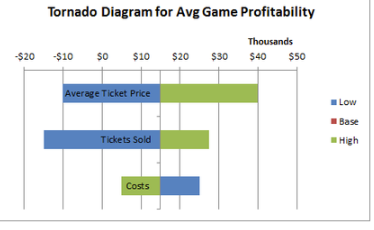 Tornado Diagram for Avg Game Profitability
Thousands
-$20 -$10 $0 $10 $20 $30 $40 $50
Average Ticket Price
Low
Base
Tickets Sold
High
Costs